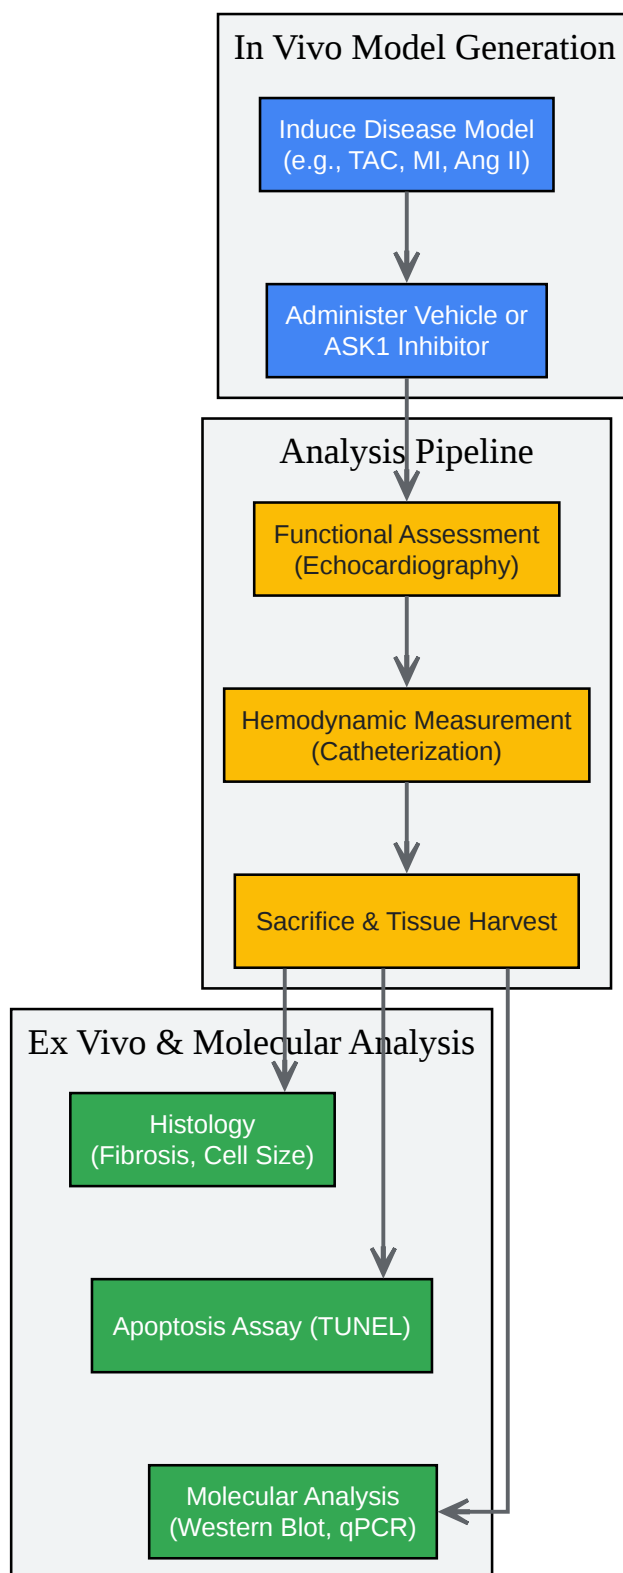 In Vivo Model Generation
Induce Disease Model
(e.g., TAC, MI, Ang II)
Administer Vehicle or
ASK1 Inhibitor
Analysis Pipeline
Functional Assessment
(Echocardiography)
Hemodynamic Measurement
(Catheterization)
Sacrifice & Tissue Harvest
Ex Vivo & Molecular Analysis
Histology
(Fibrosis, Cell Size)
Apoptosis Assay (TUNEL)
Molecular Analysis
(Western Blot, qPCR)